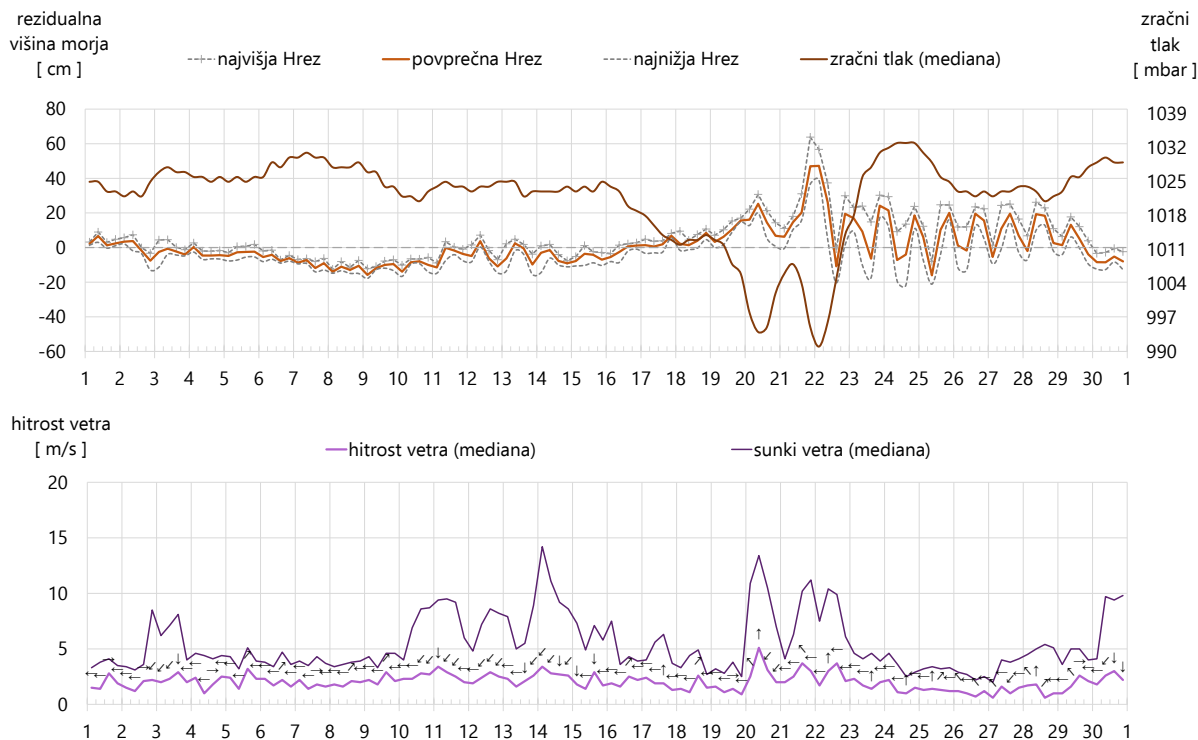 rezidualna
višina morja
[ cm ]
zračni
tlak
[ mbar ]
najvišja Hrez
povprečna Hrez
najnižja Hrez
zračni tlak (mediana)
80
60
40
20
0
-20
-40
-60
1039
1032
1025
1018
1011
1004
997
990
1 2 3 4 5 6 7 8 9 10 11 12 13 14 15 16 17 18 19 20 21 22 23 24 25 26 27 28 29 30 1
hitrost vetra
[ m/s ]
hitrost vetra (mediana)
sunki vetra (mediana)
20
15
10
5
0
1 2 3 4 5 6 7 8 9 10 11 12 13 14 15 16 17 18 19 20 21 22 23 24 25 26 27 28 29 30 1